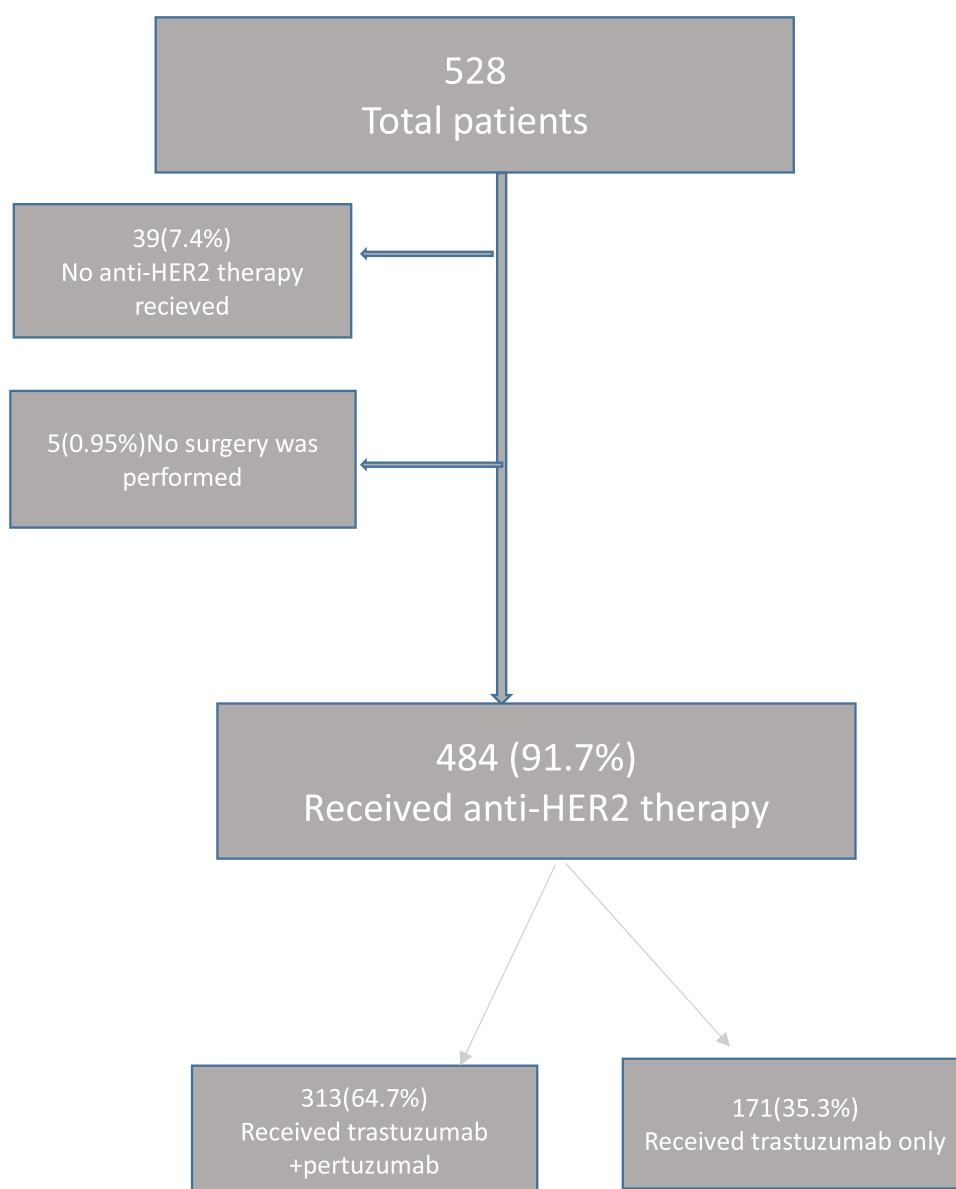 528
Total patients
39(7.4%)
No anti-HER2 therapy
recieved
5(0.95%)No surgery was
performed
484 (91.7%)
Received anti-HER2 therapy
313(64.7%)
Received trastuzumab
+pertuzumab
171(35.3%)
Received trastuzumab only